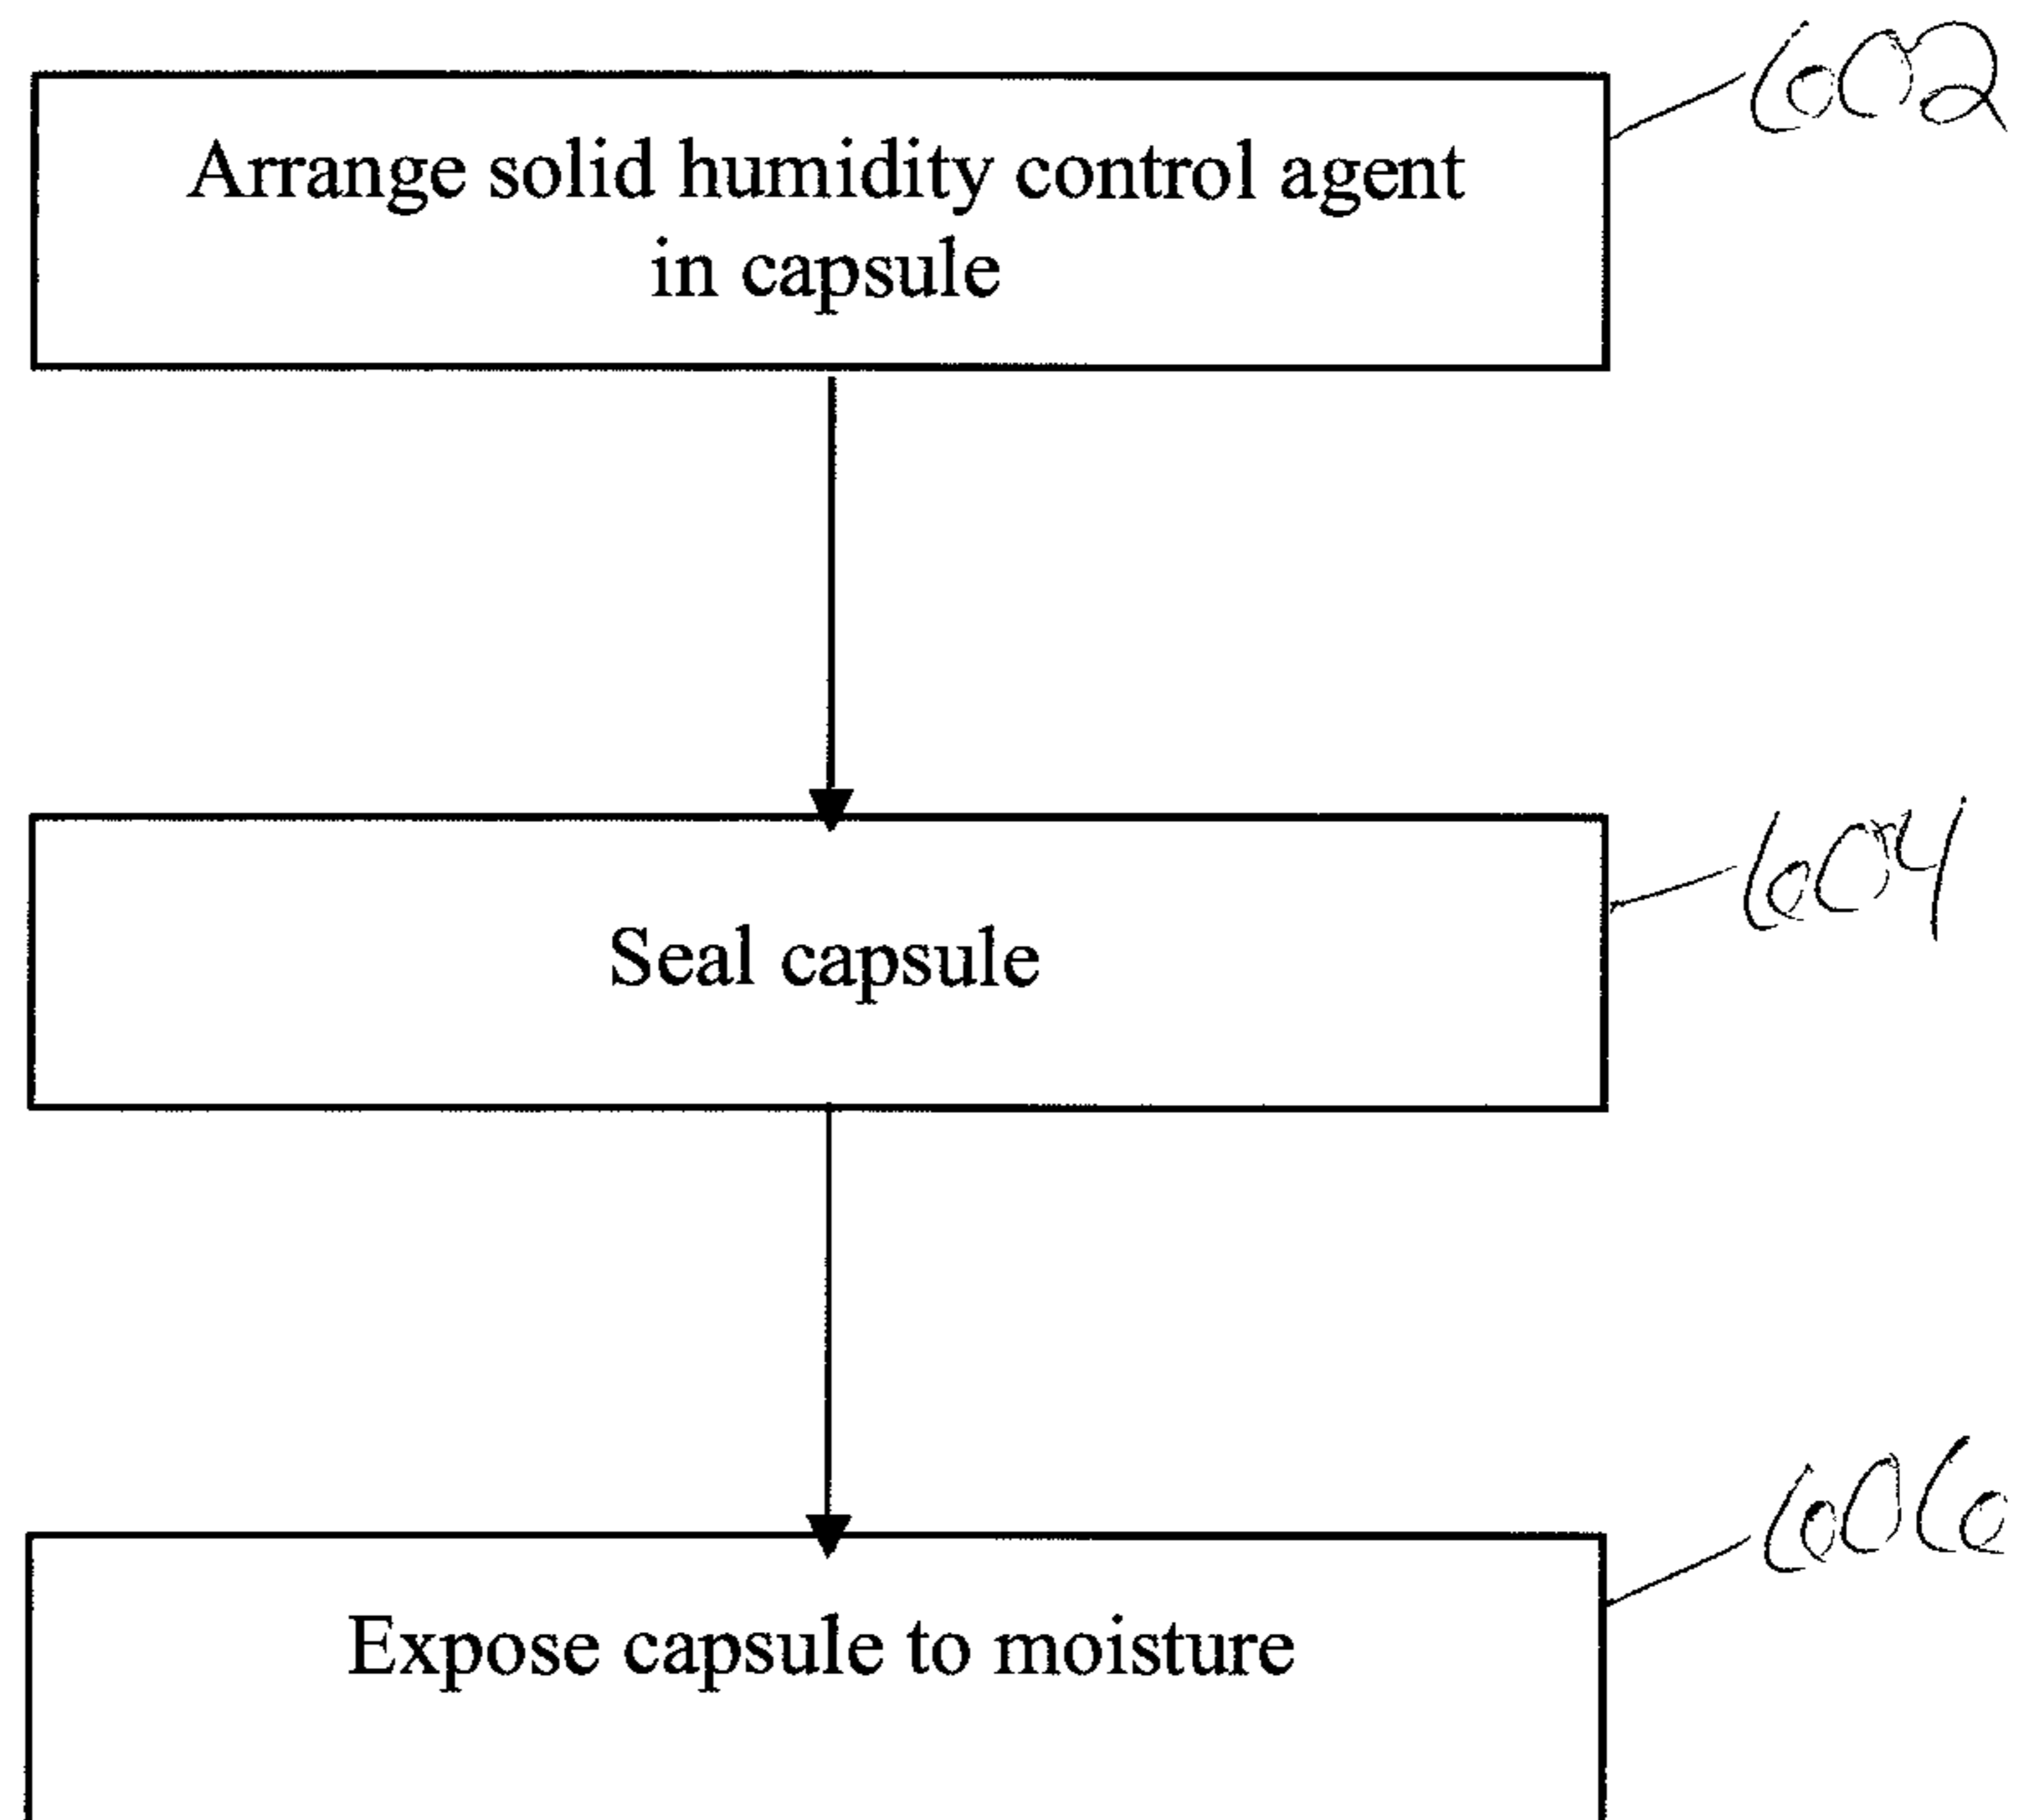 602
Arrange solid humidity control agent
in capsule
604
Seal capsule
606
Expose capsule to moisture